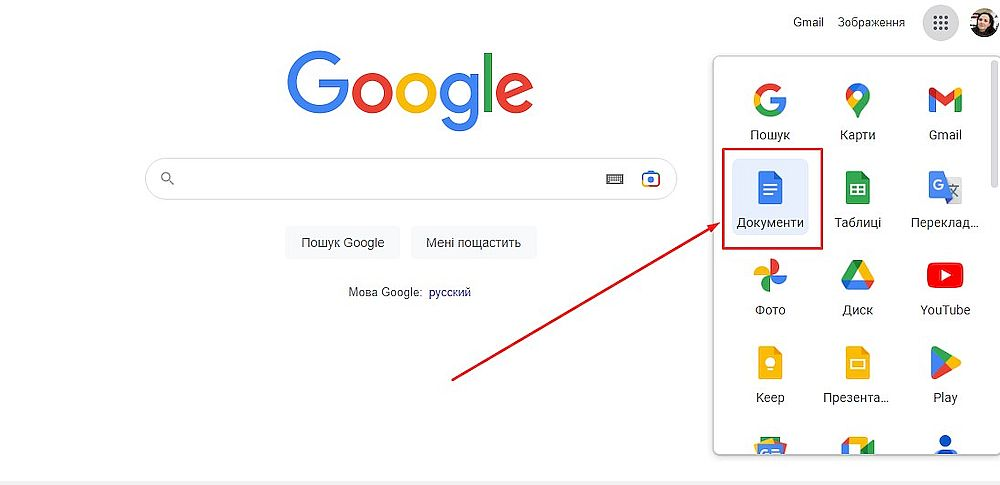 Gmail Зображення
Google
Пошук Google Мені пощастить
Мова Google: русский
Пошук Карти Gmail
Документи Таблиці Переклад...
Фото Диск YouTube
Keep Презента... Play